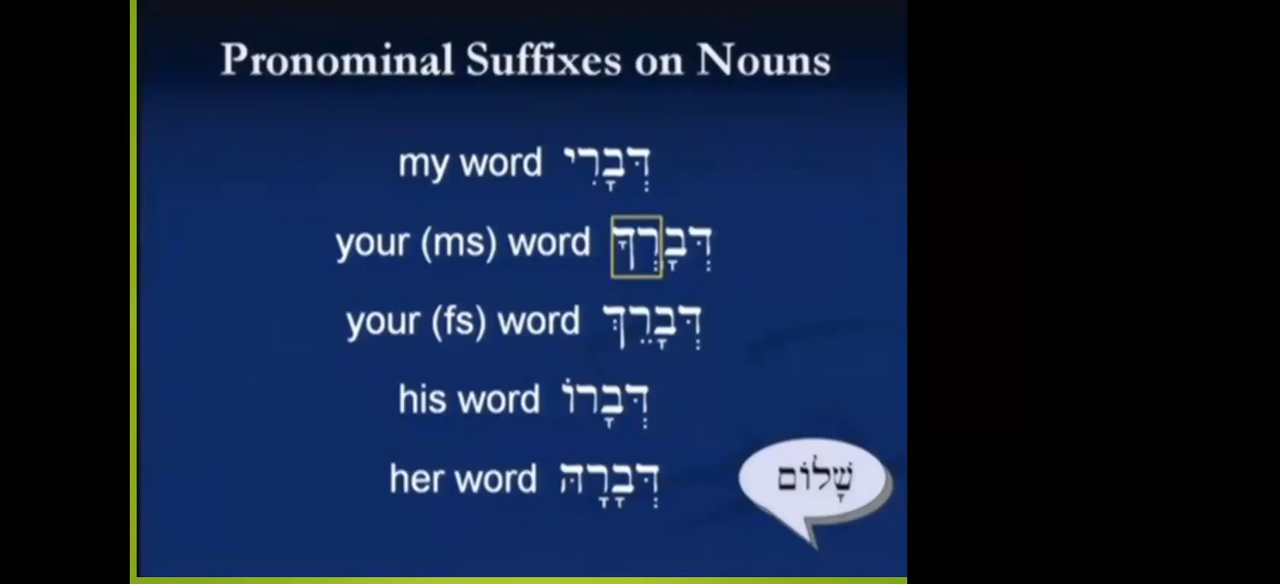 Pronominal Suffixes on Nouns
my word דְּבָרִי
your (ms) word דְּבָרְךָ
your (fs) word דְּבָרֵךְ
his word דְּבָרוֹ
her word דְּבָרָהּ
שָׁלוֹם